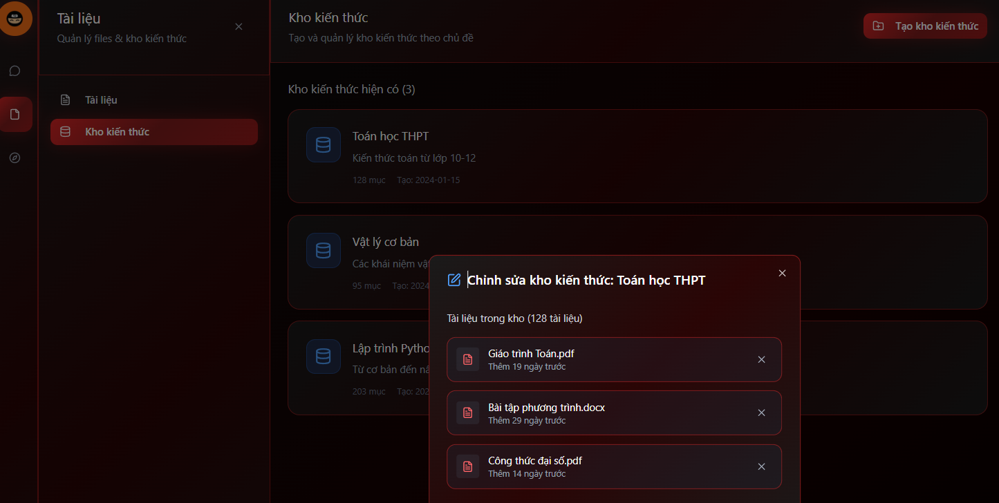 Tài liệu
Quản lý files & kho kiến thức
Tài liệu
Kho kiến thức
Kho kiến thức
Tạo và quản lý kho kiến thức theo chủ đề
Tạo kho kiến thức
Kho kiến thức hiện có (3)
Toán học THPT
Kiến thức toán từ lớp 10-12
128 mục Tạo: 2024-01-15
Vật lý cơ bản
Các khái niệm vật
95 mục Tạo: 2024
Lập trình Pytho
Từ cơ bản đến
203 mục Tạo: 202
Chỉnh sửa kho kiến thức: Toán học THPT
Tài liệu trong kho (128 tài liệu)
Giáo trình Toán.pdf
Thêm 19 ngày trước
Bài tập phương trình.docx
Thêm 29 ngày trước
Công thức đại số.pdf
Thêm 14 ngày trước